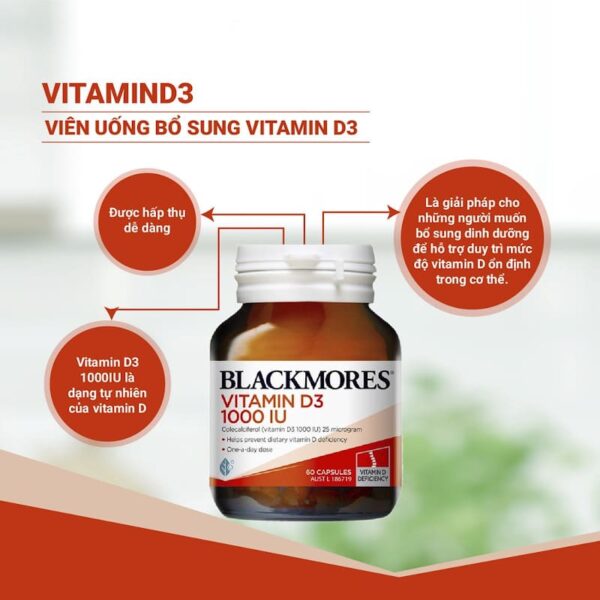 VITAMIND3
VIÊN UỐNG BỔ SUNG VITAMIN D3
Được hấp thụ
dễ dàng
Là giải pháp cho
những người muốn
bổ sung dinh dưỡng
để hỗ trợ duy trì mức
độ vitamin D ổn định
trong cơ thể.
Vitamin D3
1000IU là
dạng tự nhiên
của vitamin D
BLACKMORES®
VITAMIN D3
1000 IU
Colecalciferol (vitamin D3 1000 IU) 25 microgram
• Helps prevent dietary vitamin D deficiency
• One-a-day dose
60 CAPSULES
AUST L 186719
VITAMIN D
DEFICIENCY